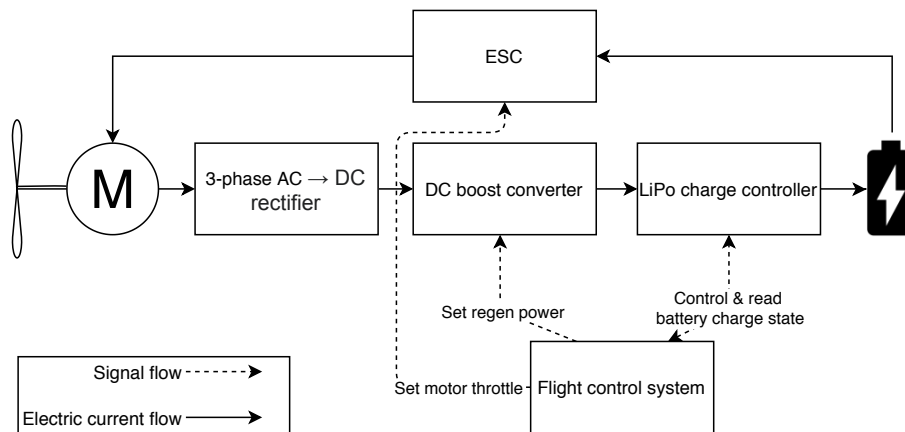 ESC
M
3-phase AC → DC
rectifier
DC boost converter
LiPo charge controller
Set regen power
Control & read
battery charge state
Signal flow
Set motor throttle
Flight control system
Electric current flow